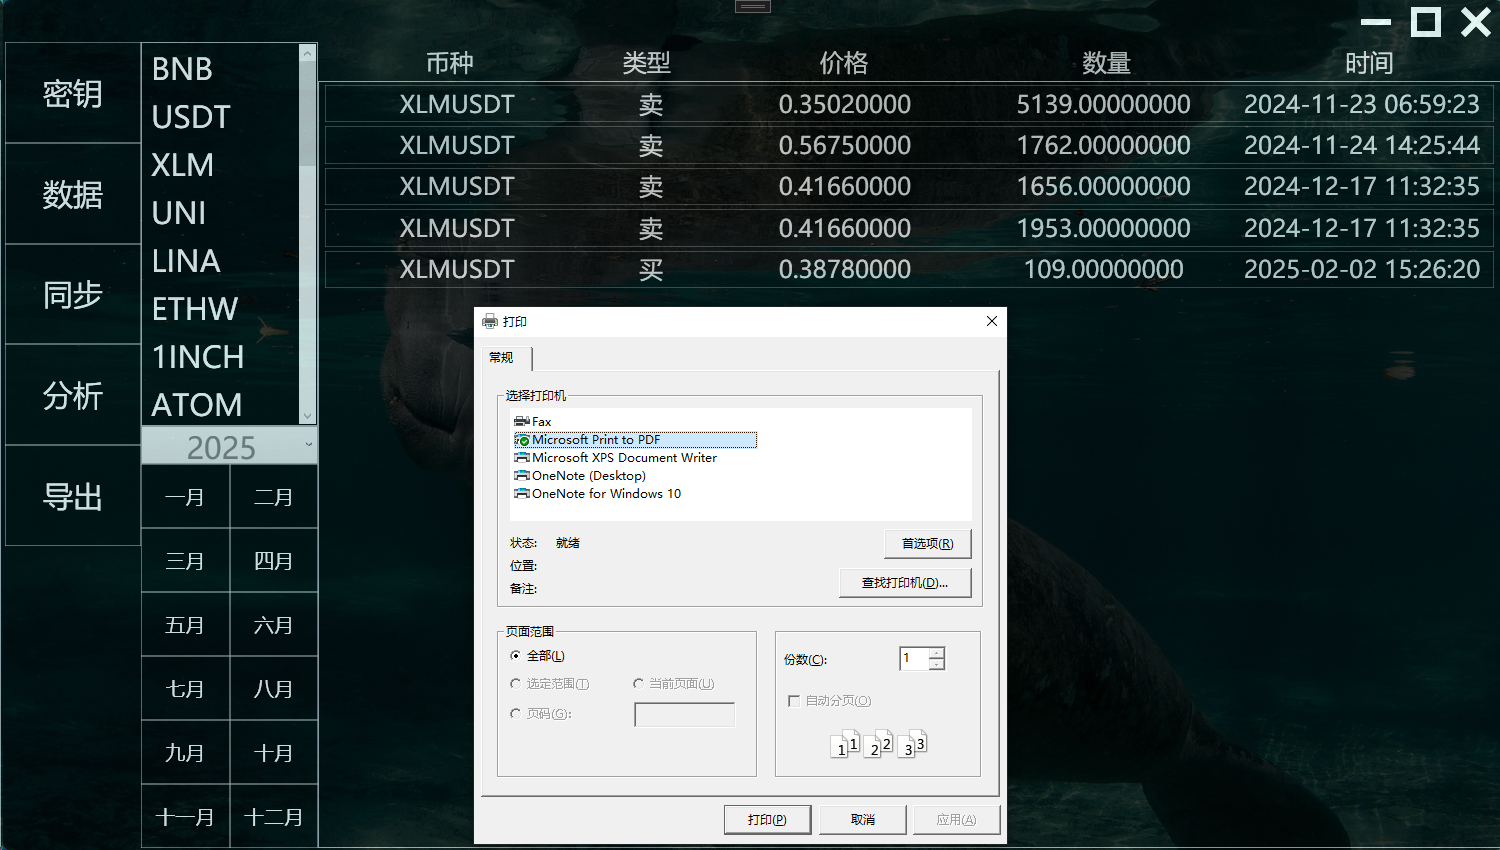 币种 类型 价格 数量 时间
密钥
数据
同步
分析
导出
BNB
USDT
XLM
UNI
LINA
ETHW
1INCH
ATOM
2025
一月 二月
三月 四月
五月 六月
七月 八月
九月 十月
十一月 十二月
XLMUSDT 卖 0.35020000 5139.00000000 2024-11-23 06:59:23
XLMUSDT 卖 0.56750000 1762.00000000 2024-11-24 14:25:44
XLMUSDT 卖 0.41660000 1656.00000000 2024-12-17 11:32:35
XLMUSDT 卖 0.41660000 1953.00000000 2024-12-17 11:32:35
XLMUSDT 买 0.38780000 109.00000000 2025-02-02 15:26:20
打印
常规
选择打印机
Fax
Microsoft Print to PDF
Microsoft XPS Document Writer
OneNote (Desktop)
OneNote for Windows 10
状态: 就绪
首选项(R)
位置:
备注:
查找打印机(D)...
页面范围
全部(L)
选定范围(T) 当前页面(U)
页码(G):
份数(C): 1
自动分页(O)
1 1 2 2 3 3
打印(P) 取消 应用(A)